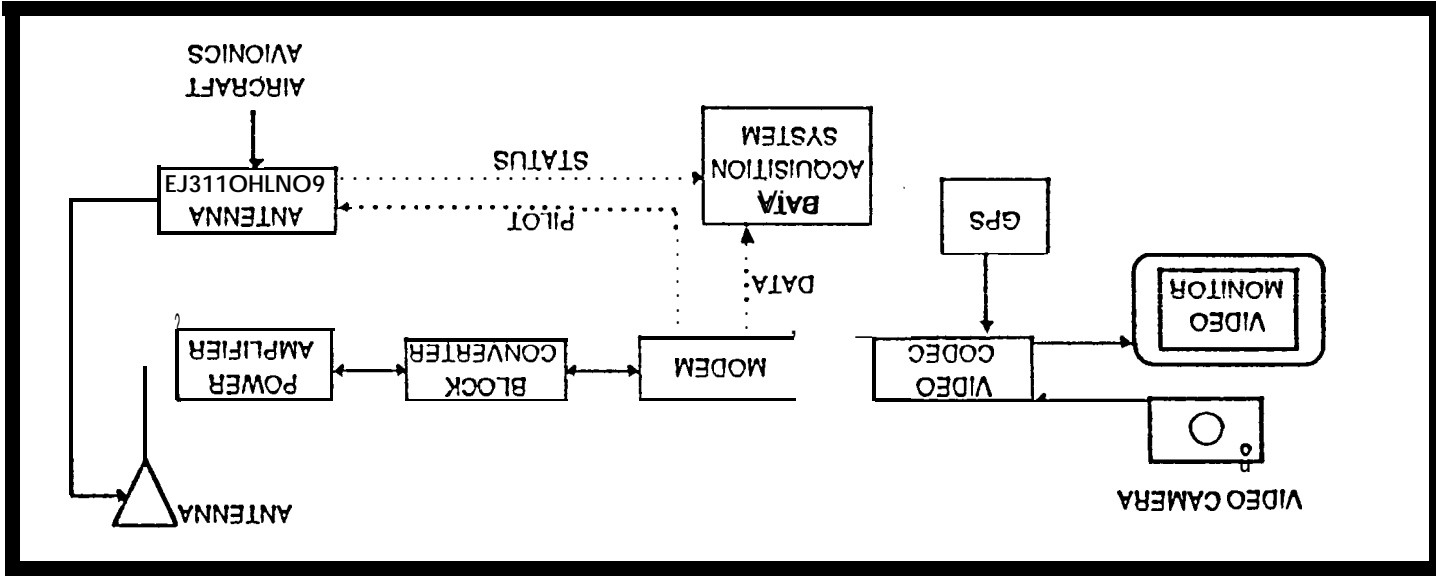 VIDEO CAMERA
ANTENNA
VIDEO
CODEC
MODEM
BLOCK
CONVERTER
POWER
AMPLIFIER
VIDEO
MONITOR
DATA
GPS
PILOT
DATA
ACQUISITION
SYSTEM
STATUS
ANTENNA
EJ311OHLNO9
AIRCRAFT
AVIONICS